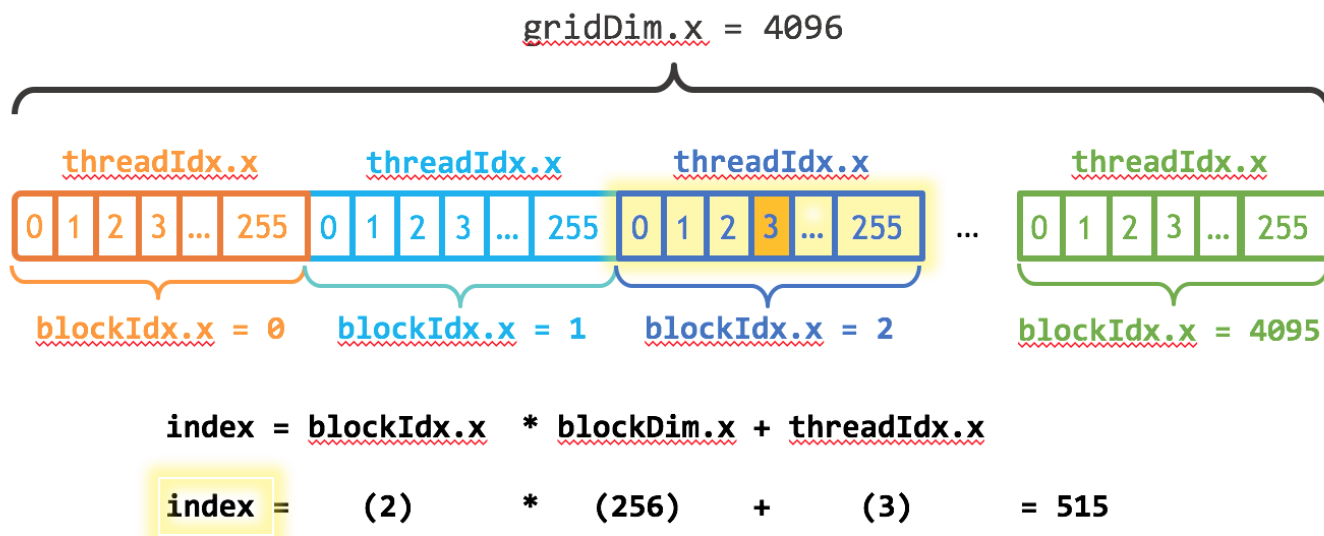 gridDim.x = 4096
threadIdx.x threadIdx.x threadIdx.x threadIdx.x
0 1 2 3 ... 255 0 1 2 3 ... 255 0 1 2 3 ... 255 ... 0 1 2 3 ... 255
blockIdx.x = 0 blockIdx.x = 1 blockIdx.x = 2 blockIdx.x = 4095
index = blockIdx.x * blockDim.x + threadIdx.x
index = (2) * (256) + (3) = 515